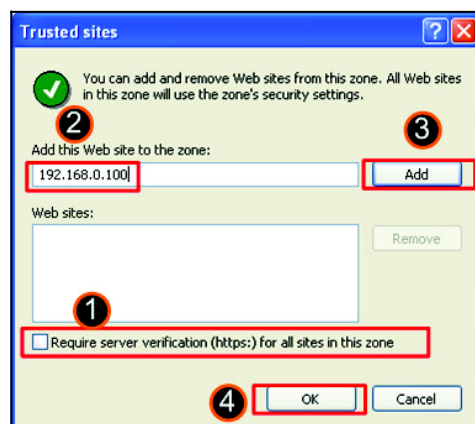 Trusted sites
You can add and remove Web sites from this zone. All Web sites
in this zone will use the zone's security settings.
2
3
Add this Web site to the zone:
192.168.0.100
Add
Web sites:
Remove
1
Require server verification (https:) for all sites in this zone
4
OK
Cancel